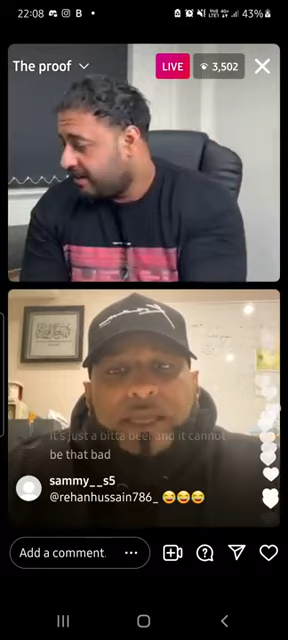 22:08
B
43%
The proof
LIVE
3,502
it's just a bitta beef and it cannot
be that bad
sammy__s5
@rehanhussain786_ 😂😂😂
Add a comment